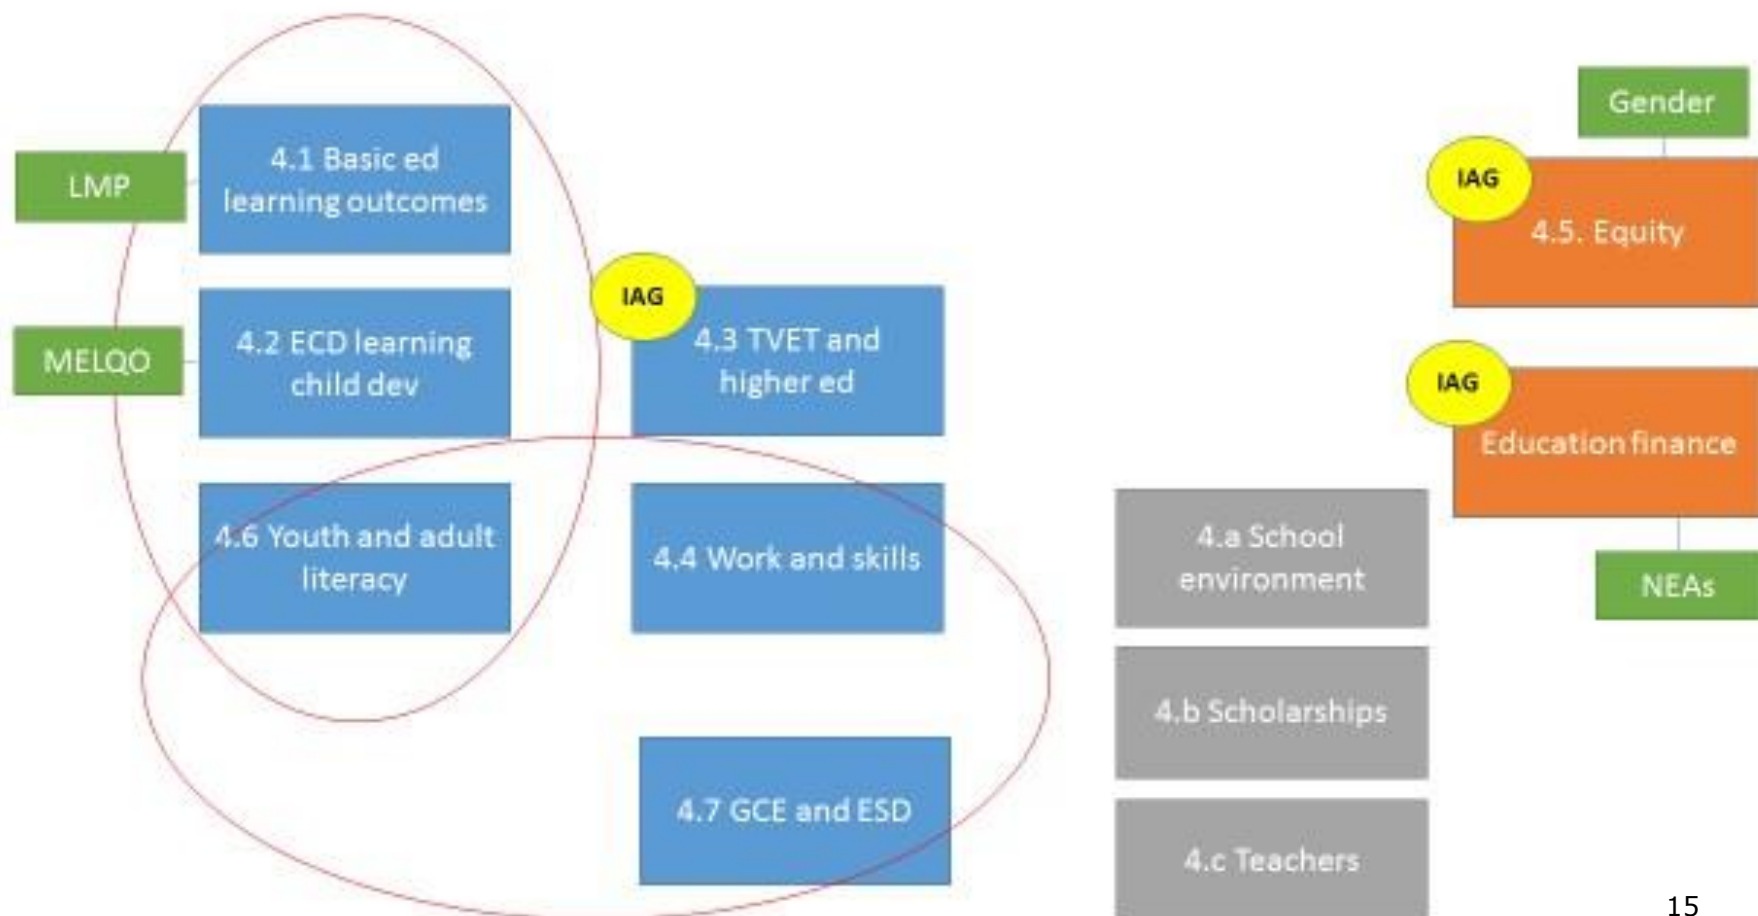 LMP
4.1 Basic ed
learning outcomes
MELQO
4.2 ECD learning
child dev
4.6 Youth and adult
literacy
IAG
4.3 TVET and
higher ed
4.4 Work and skills
4.7 GCE and ESD
4.a School
environment
4.b Scholarships
4.c Teachers
Gender
IAG
4.5. Equity
IAG
Education finance
NEAs
15